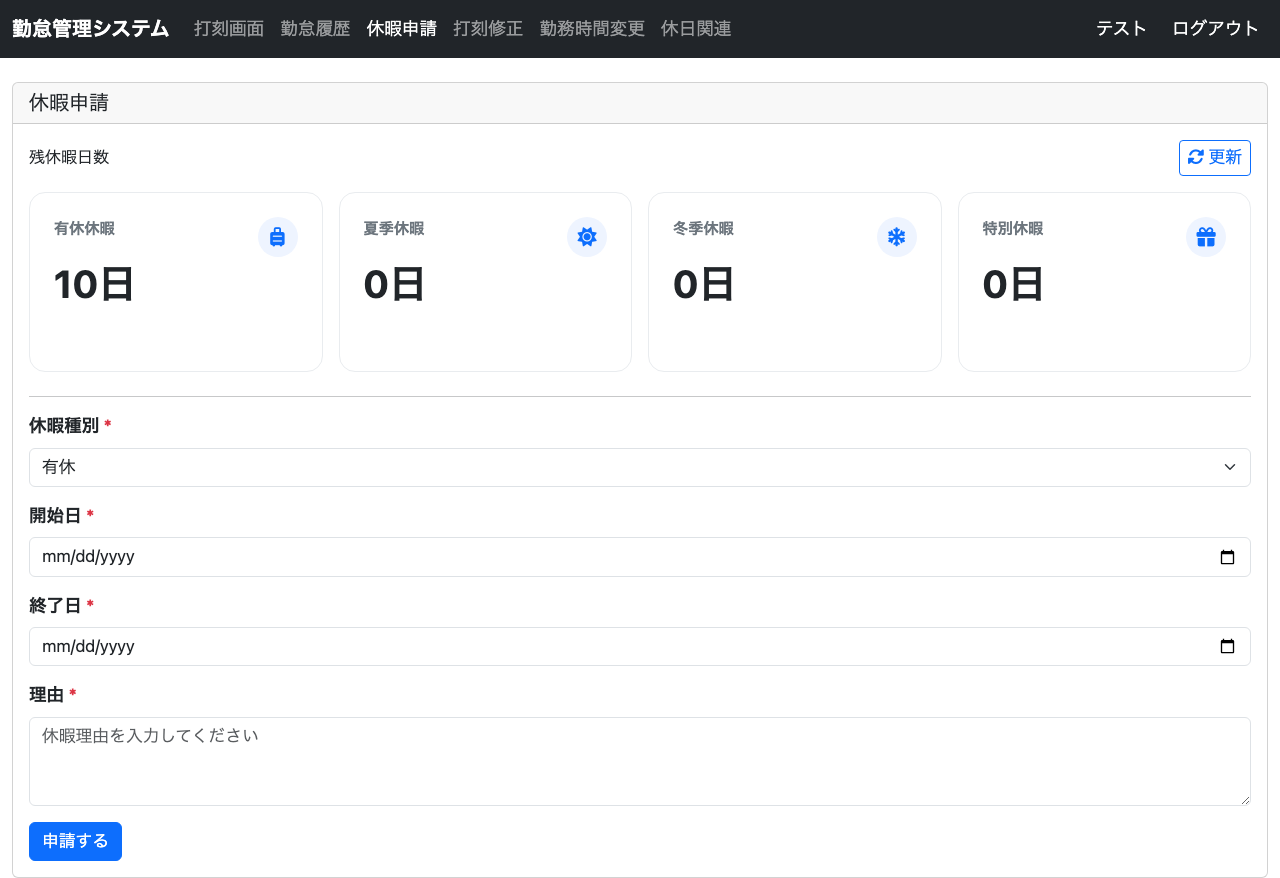 勤怠管理システム 打刻画面 勤怠履歴 休暇申請 打刻修正 勤務時間変更 休日関連 テスト ログアウト
休暇申請
残休暇日数 更新
有休休暇 夏季休暇 冬季休暇 特別休暇
10日 0日 0日 0日
休暇種別 *
有休
開始日 *
mm/dd/yyyy
終了日 *
mm/dd/yyyy
理由 *
休暇理由を入力してください
申請する